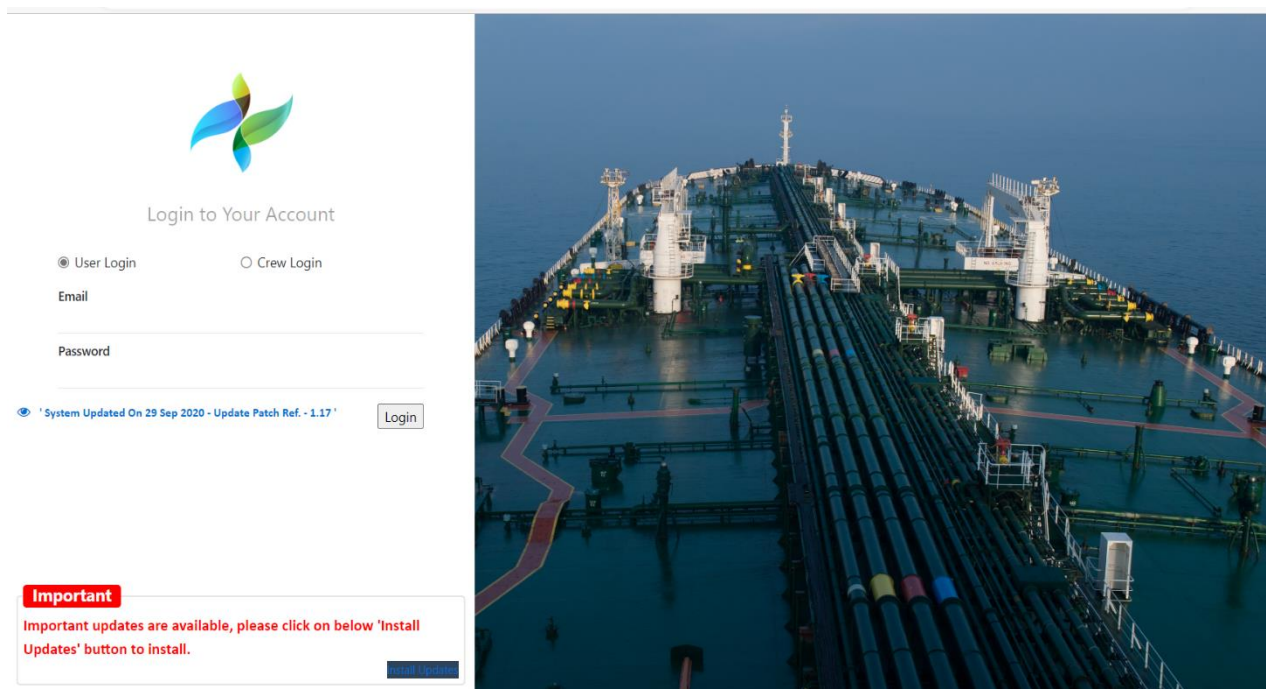 Login to Your Account
User Login
Crew Login
Email
Password
' System Updated On 29 Sep 2020 - Update Patch Ref. - 1.17 '
Login
Important
Important updates are available, please click on below 'Install
Updates' button to install.
Install Updates
NO SMOKING